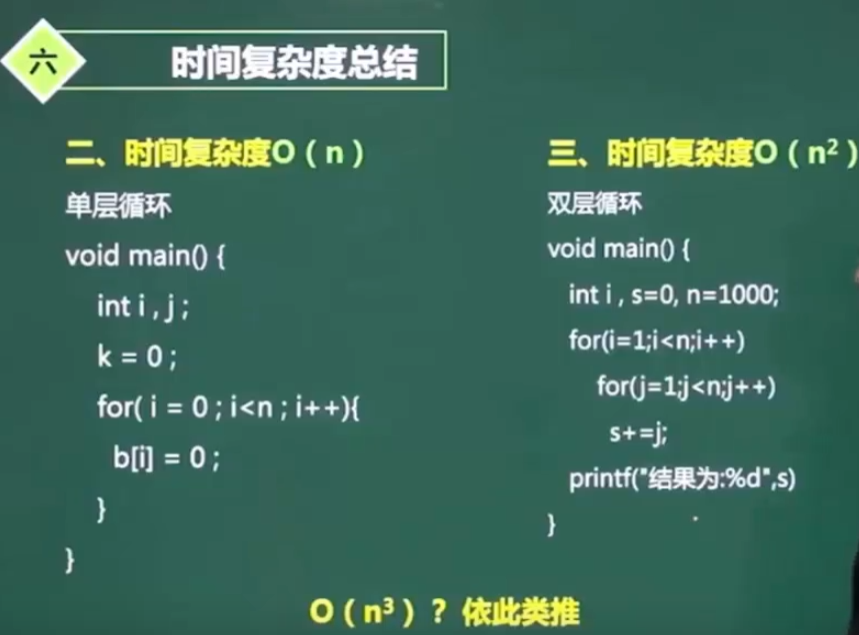 六
时间复杂度总结
二、时间复杂度O（n）
单层循环
void main() {
int i , j ;
k = 0 ;
for( i = 0 ; i<n ; i++){
b[i] = 0 ;
}
}
三、时间复杂度O（n²）
双层循环
void main() {
int i , s=0, n=1000;
for(i=1;i<n;i++)
for(j=1;j<n;j++)
s+=j;
printf("结果为:%d",s)
}
O（n³）？依此类推